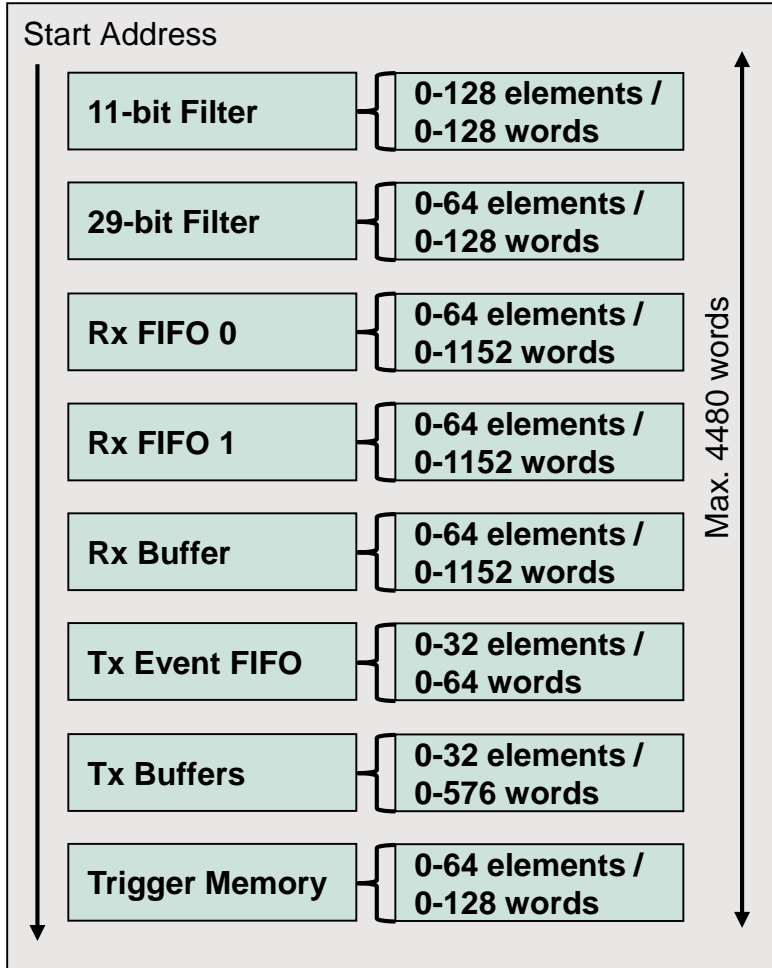 Start Address
11-bit Filter
0-128 elements /
0-128 words
29-bit Filter
0-64 elements /
0-128 words
Rx FIFO 0
0-64 elements /
0-1152 words
Rx FIFO 1
0-64 elements /
0-1152 words
Rx Buffer
0-64 elements /
0-1152 words
Tx Event FIFO
0-32 elements /
0-64 words
Tx Buffers
0-32 elements /
0-576 words
Trigger Memory
0-64 elements /
0-128 words
Max. 4480 words